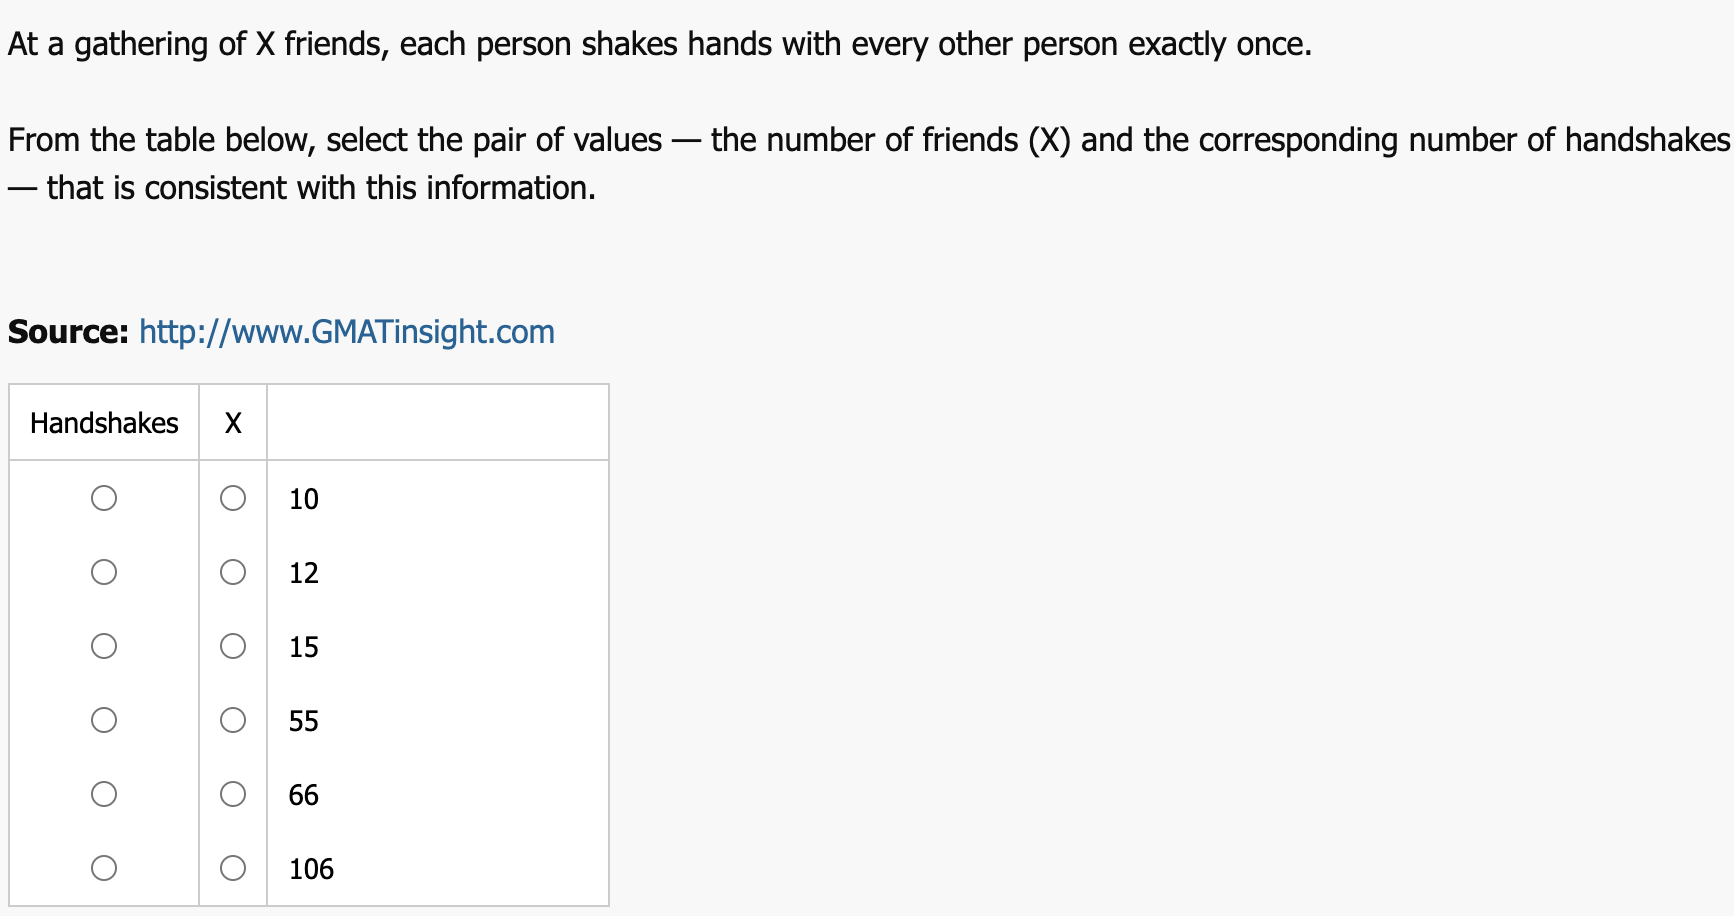 At a gathering of X friends, each person shakes hands with every other person exactly once.
From the table below, select the pair of values — the number of friends (X) and the corresponding number of handshakes
— that is consistent with this information.
Source: http://www.GMATinsight.com
Handshakes X
10
12
15
55
66
106